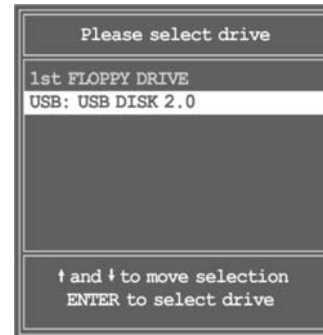 Please select drive
1st FLOPPY DRIVE
USB: USB DISK 2.0
↑ and ↓ to move selection
ENTER to select drive